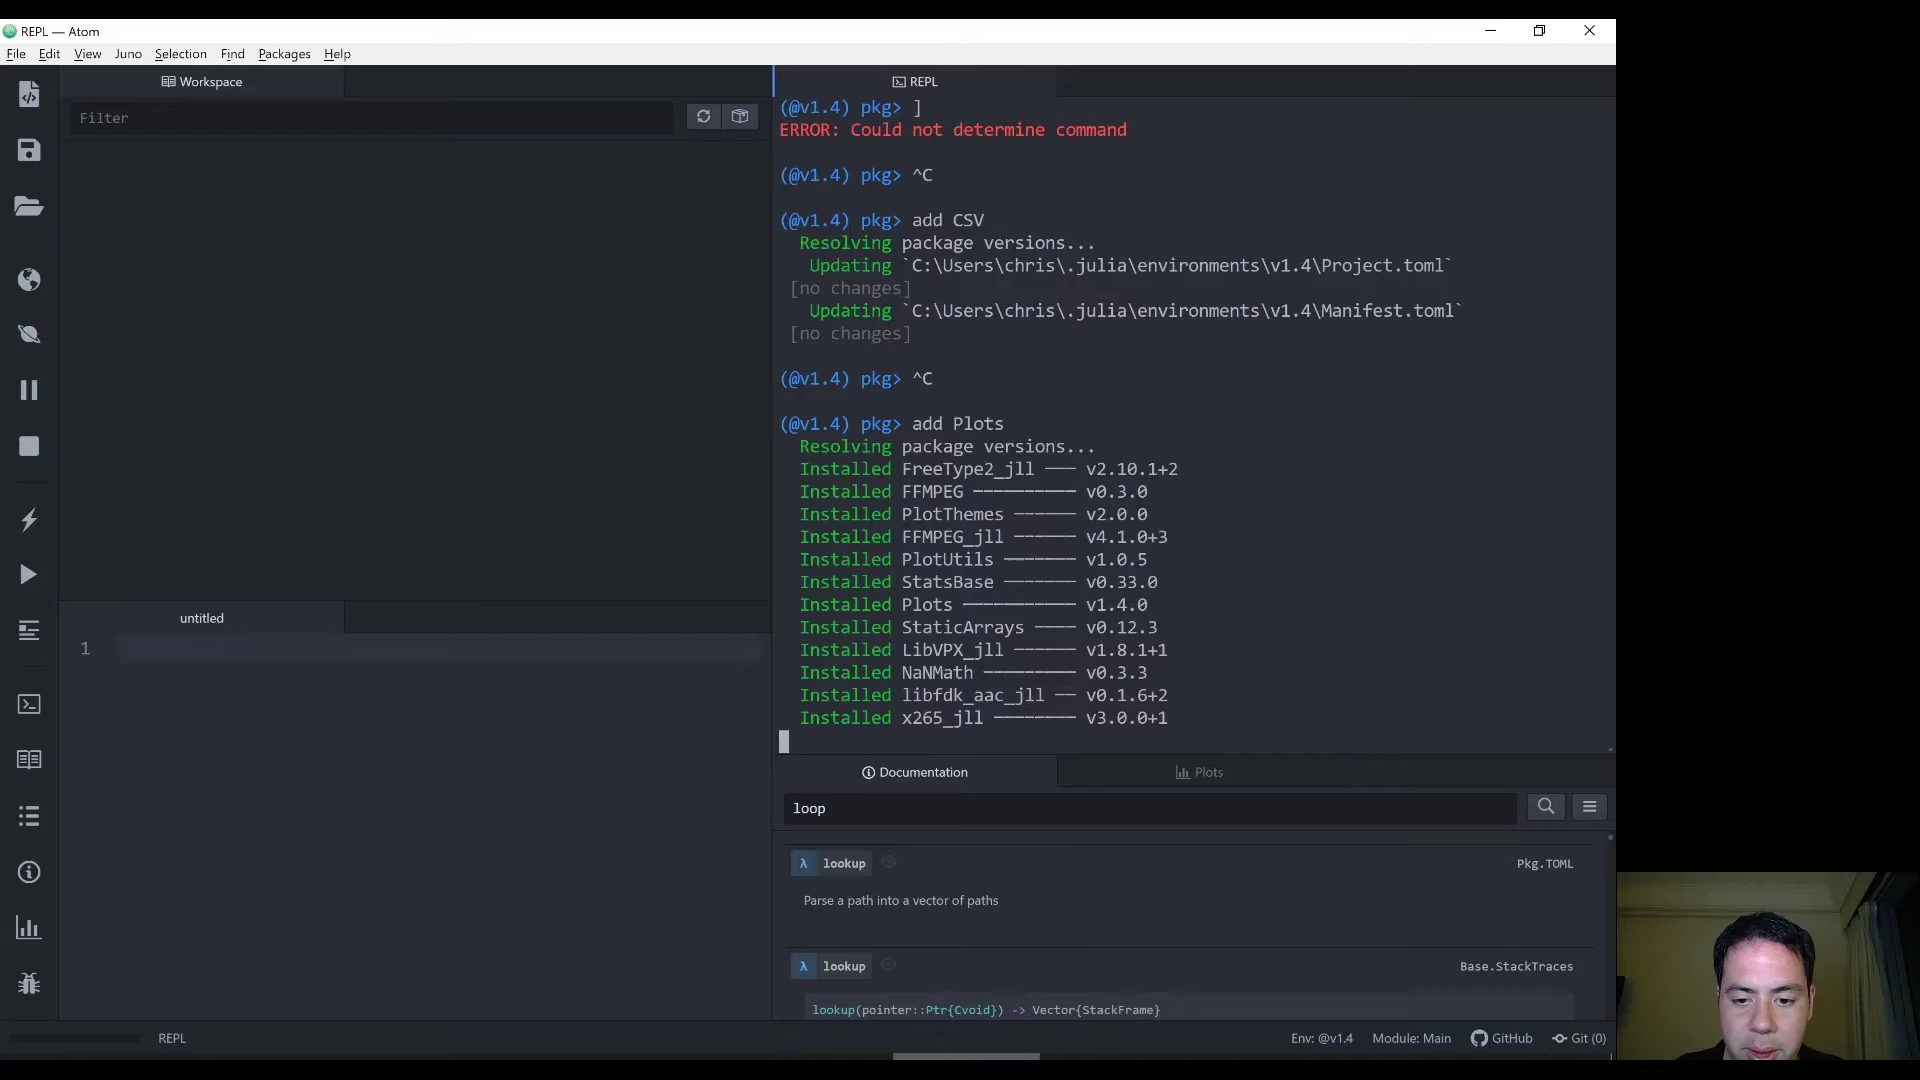 REPL — Atom
File Edit View Juno Selection Find Packages Help
Workspace
Filter
REPL
(@v1.4) pkg> ]
ERROR: Could not determine command
(@v1.4) pkg> ^C
(@v1.4) pkg> add CSV
Resolving package versions...
Updating `C:\Users\chris\.julia\environments\v1.4\Project.toml`
[no changes]
Updating `C:\Users\chris\.julia\environments\v1.4\Manifest.toml`
[no changes]
(@v1.4) pkg> ^C
(@v1.4) pkg> add Plots
Resolving package versions...
Installed FreeType2_jll ─── v2.10.1+2
Installed FFMPEG ────────── v0.3.0
Installed PlotThemes ────── v2.0.0
Installed FFMPEG_jll ────── v4.1.0+3
Installed PlotUtils ─────── v1.0.5
Installed StatsBase ─────── v0.33.0
Installed Plots ─────────── v1.4.0
Installed StaticArrays ──── v0.12.3
Installed LibVPX_jll ────── v1.8.1+1
Installed NaNMath ───────── v0.3.3
Installed libfdk_aac_jll ── v0.1.6+2
Installed x265_jll ──────── v3.0.0+1
untitled
1
Documentation
Plots
loop
λ lookup Pkg.TOML
Parse a path into a vector of paths
λ lookup Base.StackTraces
lookup(pointer::Ptr{Cvoid}) -> Vector{StackFrame}
REPL
Env: @v1.4 Module: Main GitHub Git (0)